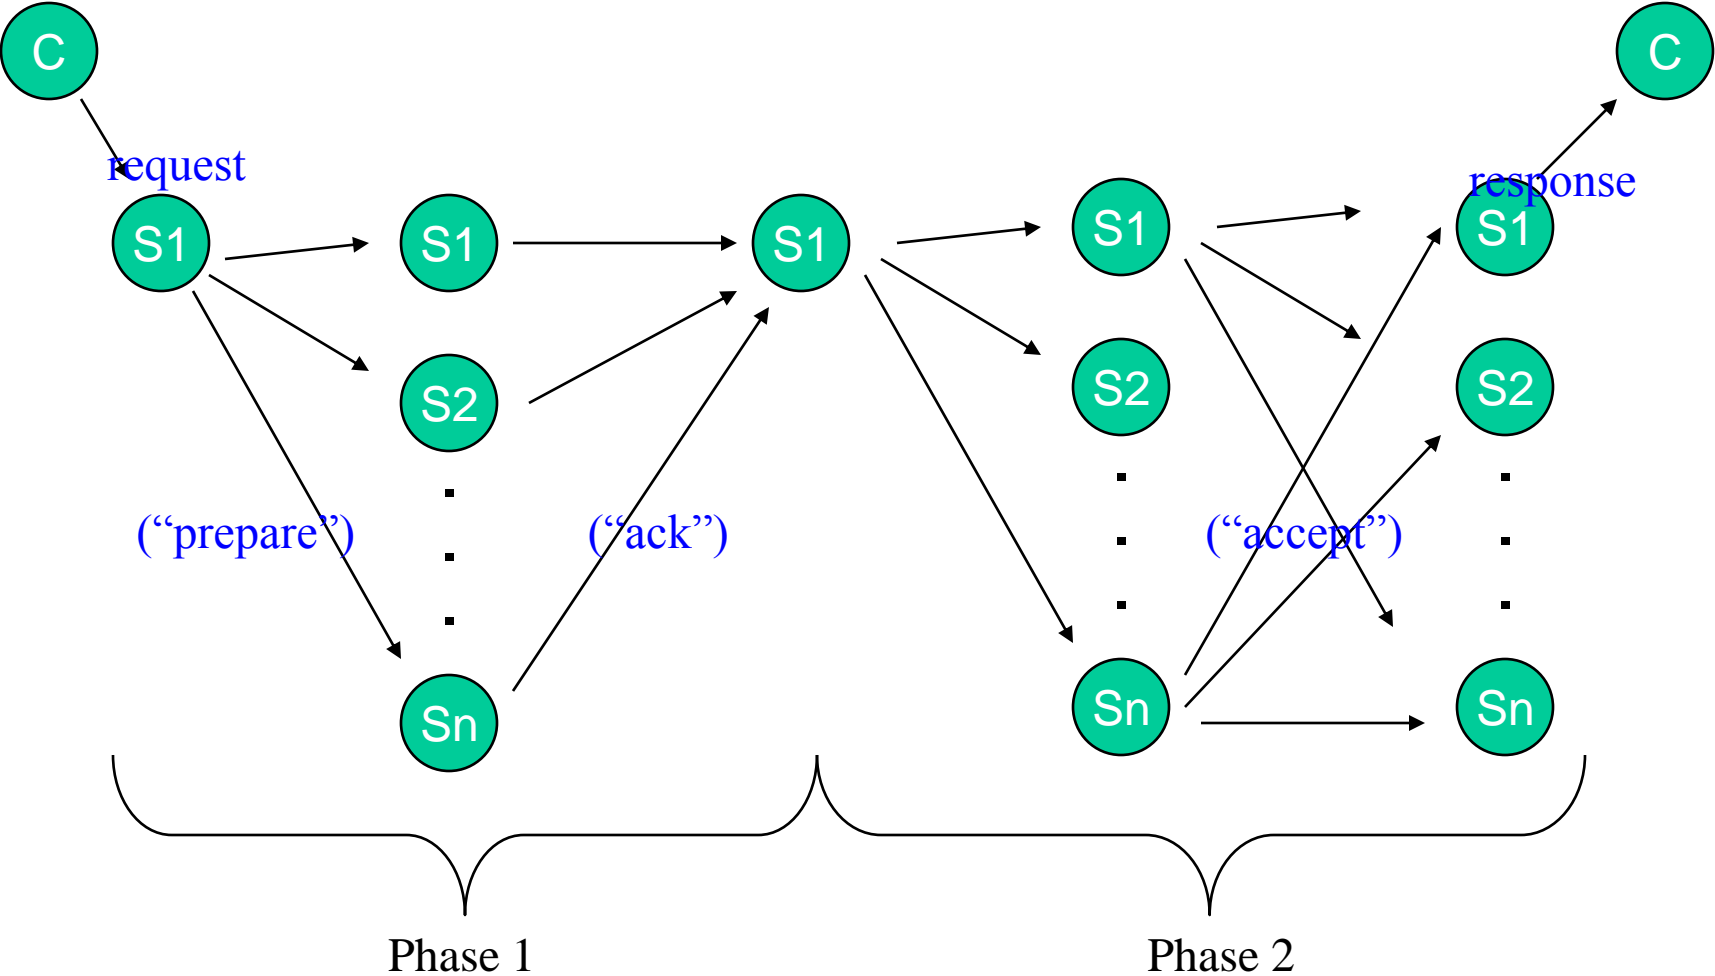 C
C
request
response
S1
S1
S1
S1
S1
S2
S2
S2
(“prepare”)
(“ack”)
(“accept”)
Sn
Sn
Sn
Phase 1
Phase 2